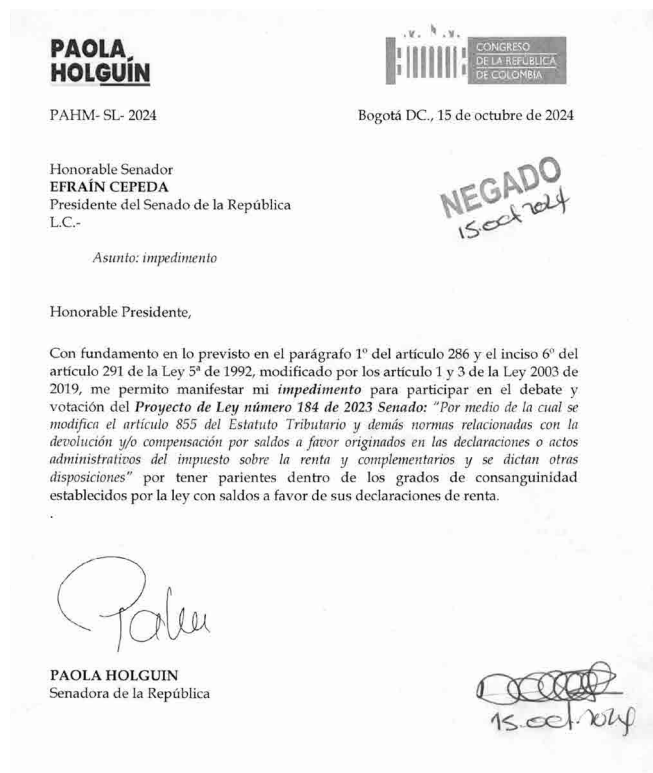 PAOLA
HOLGUÍN
CONGRESO
DE LA REPÚBLICA
DE COLOMBIA
PAHM- SL- 2024
Bogotá DC., 15 de octubre de 2024
Honorable Senador
EFRAÍN CEPEDA
Presidente del Senado de la República
L.C.-
NEGADO
15.oct 2024
Asunto: impedimento
Honorable Presidente,
Con fundamento en lo previsto en el parágrafo 1º del artículo 286 y el inciso 6º del
artículo 291 de la Ley 5ª de 1992, modificado por los artículo 1 y 3 de la Ley 2003 de
2019, me permito manifestar mi impedimento para participar en el debate y
votación del Proyecto de Ley número 184 de 2023 Senado: "Por medio de la cual se
modifica el artículo 855 del Estatuto Tributario y demás normas relacionadas con la
devolución y/o compensación por saldos a favor originados en las declaraciones o actos
administrativos del impuesto sobre la renta y complementarios y se dictan otras
disposiciones" por tener parientes dentro de los grados de consanguinidad
establecidos por la ley con saldos a favor de sus declaraciones de renta.
.
PAOLA HOLGUIN
Senadora de la República
15.oct.2024